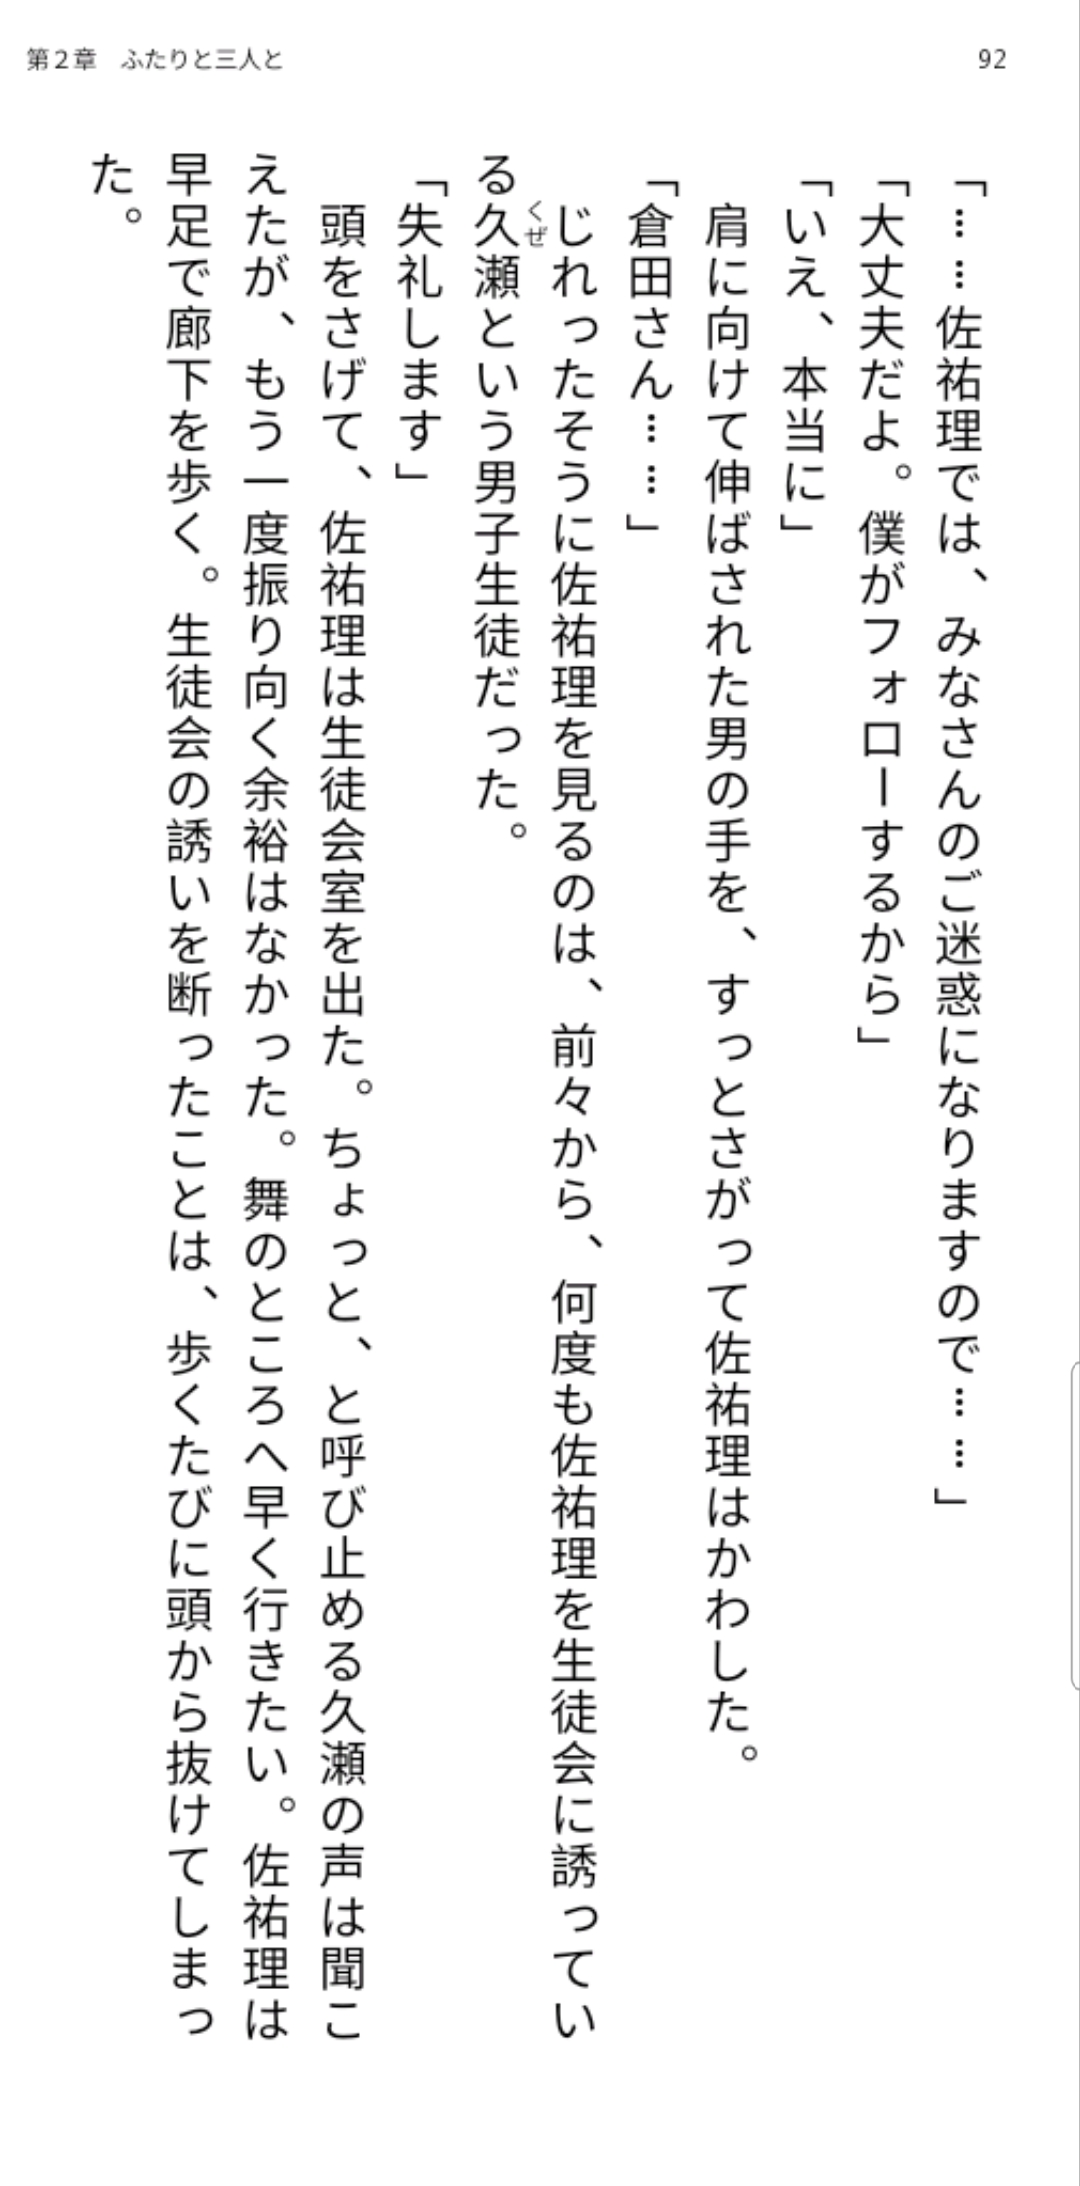 第２章　ふたりと三人と
92
「……佐祐理では、みなさんのご迷惑になりますので……」
「大丈夫だよ。僕がフォローするから」
「いえ、本当に」
　肩に向けて伸ばされた男の手を、すっとさがって佐祐理はかわした。
「倉田さん……」
　じれったそうに佐祐理を見るのは、前々から、何度も佐祐理を生徒会に誘ってい
くぜ
る久瀬という男子生徒だった。
「失礼します」
　頭をさげて、佐祐理は生徒会室を出た。ちょっと、と呼び止める久瀬の声は聞こ
えたが、もう一度振り向く余裕はなかった。舞のところへ早く行きたい。佐祐理は
早足で廊下を歩く。生徒会の誘いを断ったことは、歩くたびに頭から抜けてしまっ
た。